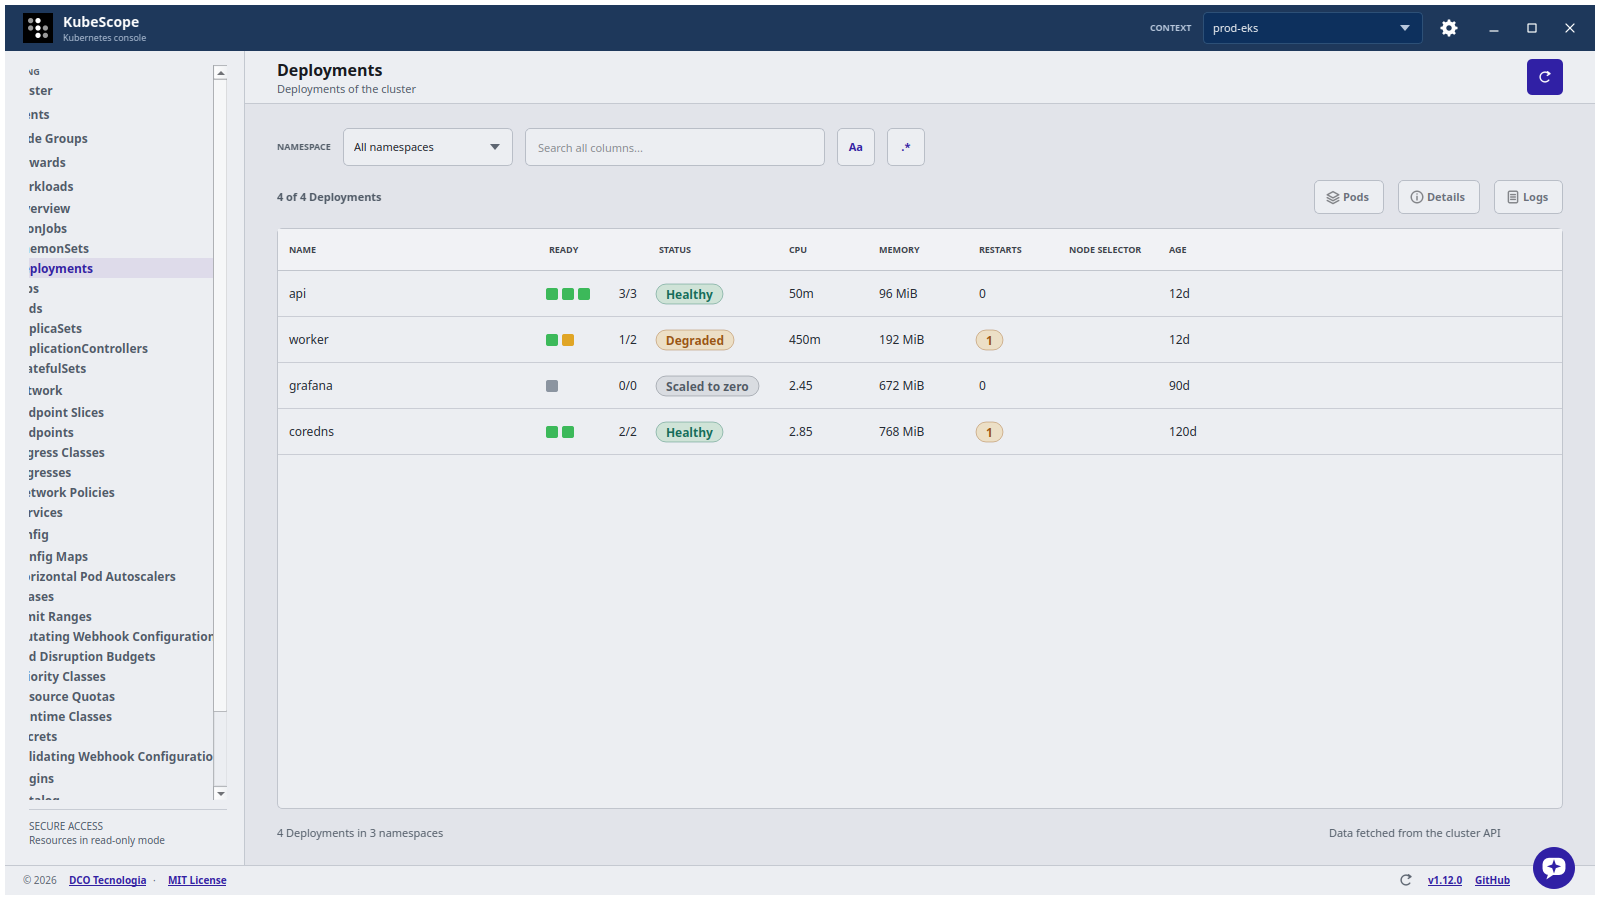 KubeScope
Kubernetes console
CONTEXT
prod-eks
NG
ster
ents
de Groups
wards
rkloads
verview
onJobs
emonSets
ployments
bs
ds
plicaSets
plicationControllers
atefulSets
twork
dpoint Slices
dpoints
gress Classes
gresses
etwork Policies
rvices
nfig
nfig Maps
orizontal Pod Autoscalers
ases
mit Ranges
utating Webhook Configuration
d Disruption Budgets
iority Classes
source Quotas
ntime Classes
crets
lidating Webhook Configuratio
gins
SECURE ACCESS
Resources in read-only mode
Deployments
Deployments of the cluster
NAMESPACE
All namespaces
Search all columns...
Aa
.*
4 of 4 Deployments
Pods
Details
Logs
NAME READY STATUS CPU MEMORY RESTARTS NODE SELECTOR AGE
api 3/3 Healthy 50m 96 MiB 0 12d
worker 1/2 Degraded 450m 192 MiB 1 12d
grafana 0/0 Scaled to zero 2.45 672 MiB 0 90d
coredns 2/2 Healthy 2.85 768 MiB 1 120d
4 Deployments in 3 namespaces
Data fetched from the cluster API
© 2026 DCO Tecnologia · MIT License
v1.12.0 GitHub